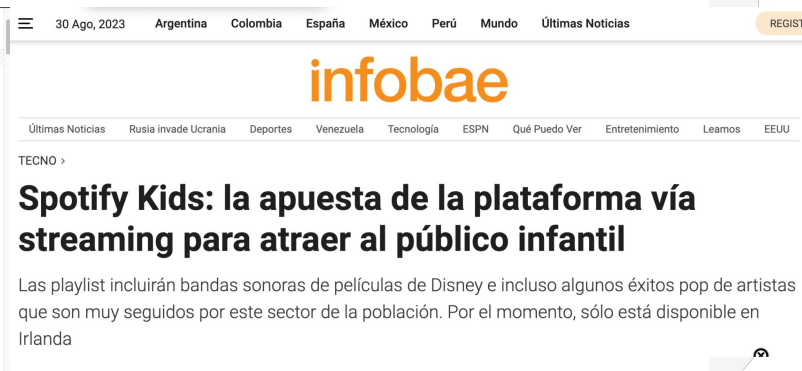 30 Ago, 2023 Argentina Colombia España México Perú Mundo Últimas Noticias REGIST
infobae
Últimas Noticias Rusia invade Ucrania Deportes Venezuela Tecnología ESPN Qué Puedo Ver Entretenimiento Leamos EEUU
TECNO >
Spotify Kids: la apuesta de la plataforma vía
streaming para atraer al público infantil
Las playlist incluirán bandas sonoras de películas de Disney e incluso algunos éxitos pop de artistas
que son muy seguidos por este sector de la población. Por el momento, sólo está disponible en
Irlanda